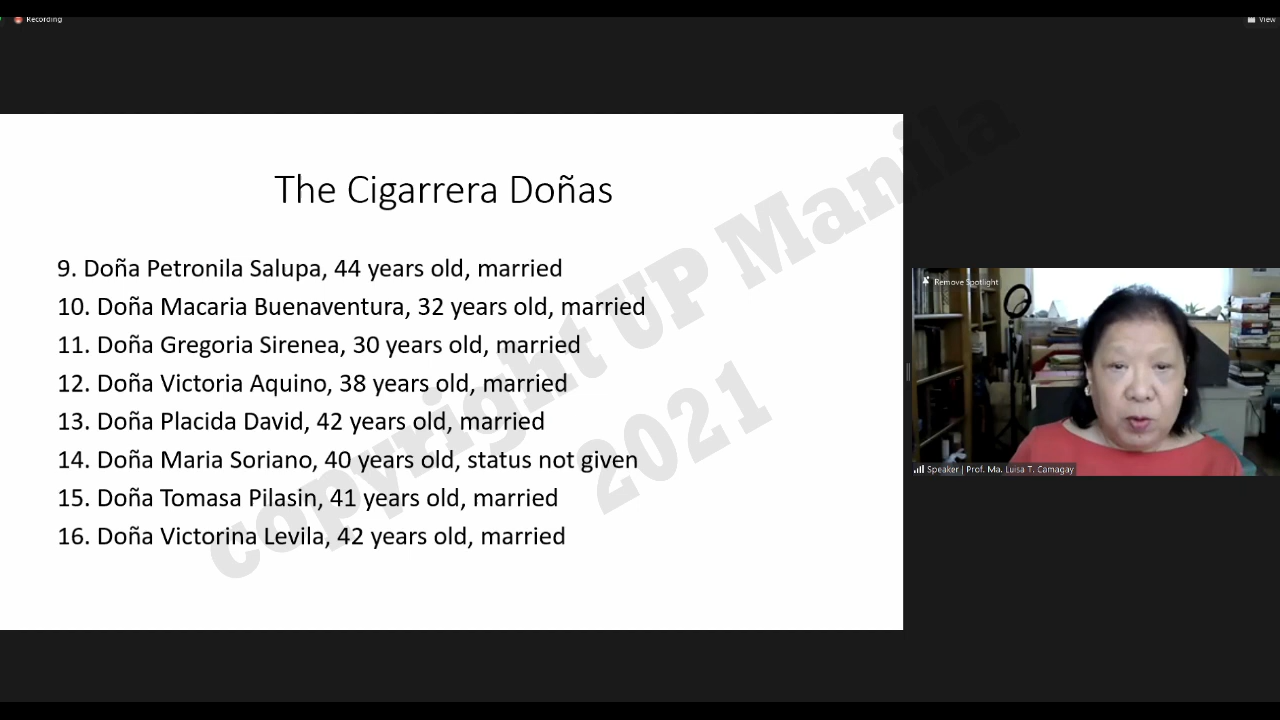 Recording
View
The Cigarrera Doñas
9. Doña Petronila Salupa, 44 years old, married
10. Doña Macaria Buenaventura, 32 years old, married
11. Doña Gregoria Sirenea, 30 years old, married
12. Doña Victoria Aquino, 38 years old, married
13. Doña Placida David, 42 years old, married
14. Doña Maria Soriano, 40 years old, status not given
15. Doña Tomasa Pilasin, 41 years old, married
16. Doña Victorina Levila, 42 years old, married
copyright UP Manila
2021
Remove Spotlight
Speaker | Prof. Ma. Luisa T. Camagay